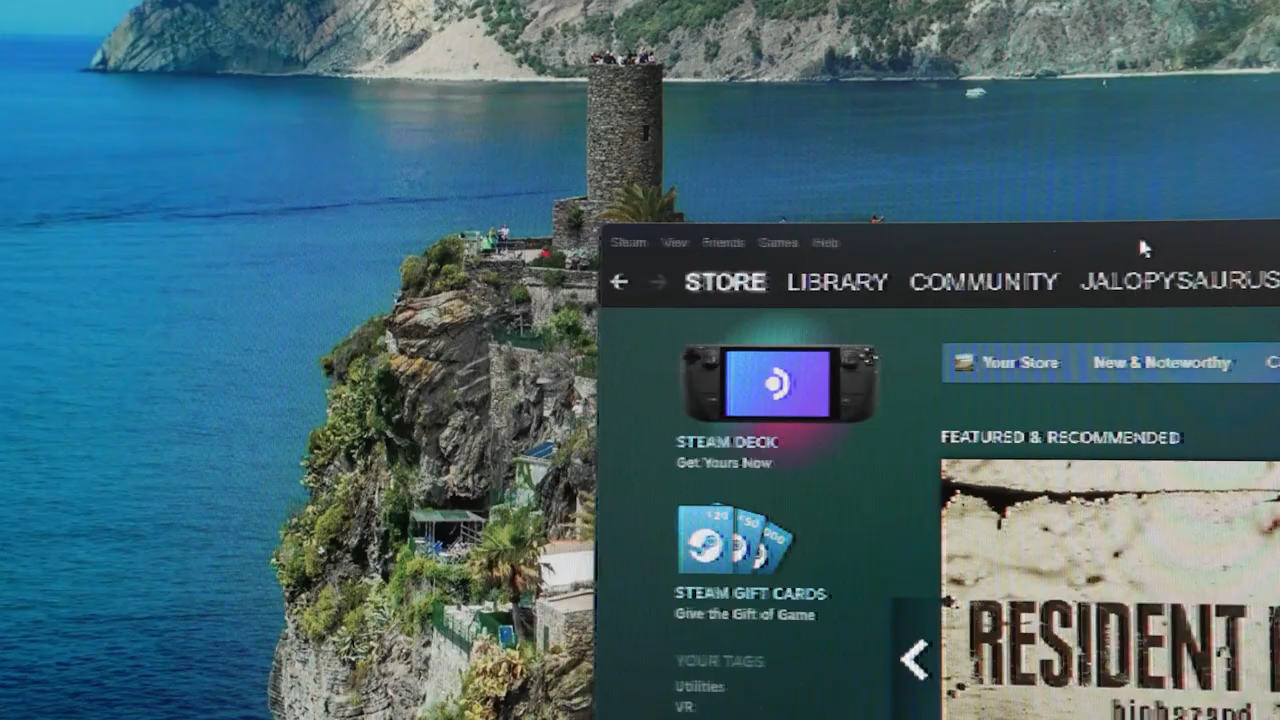 Steam View Friends Games Help
STORE LIBRARY COMMUNITY JALOPYSAURUS
Your Store New & Noteworthy
STEAM DECK
Get Yours Now
FEATURED & RECOMMENDED
STEAM GIFT CARDS
Give the Gift of Game
YOUR TAGS
Utilities
VR
RESIDENT
biohazard